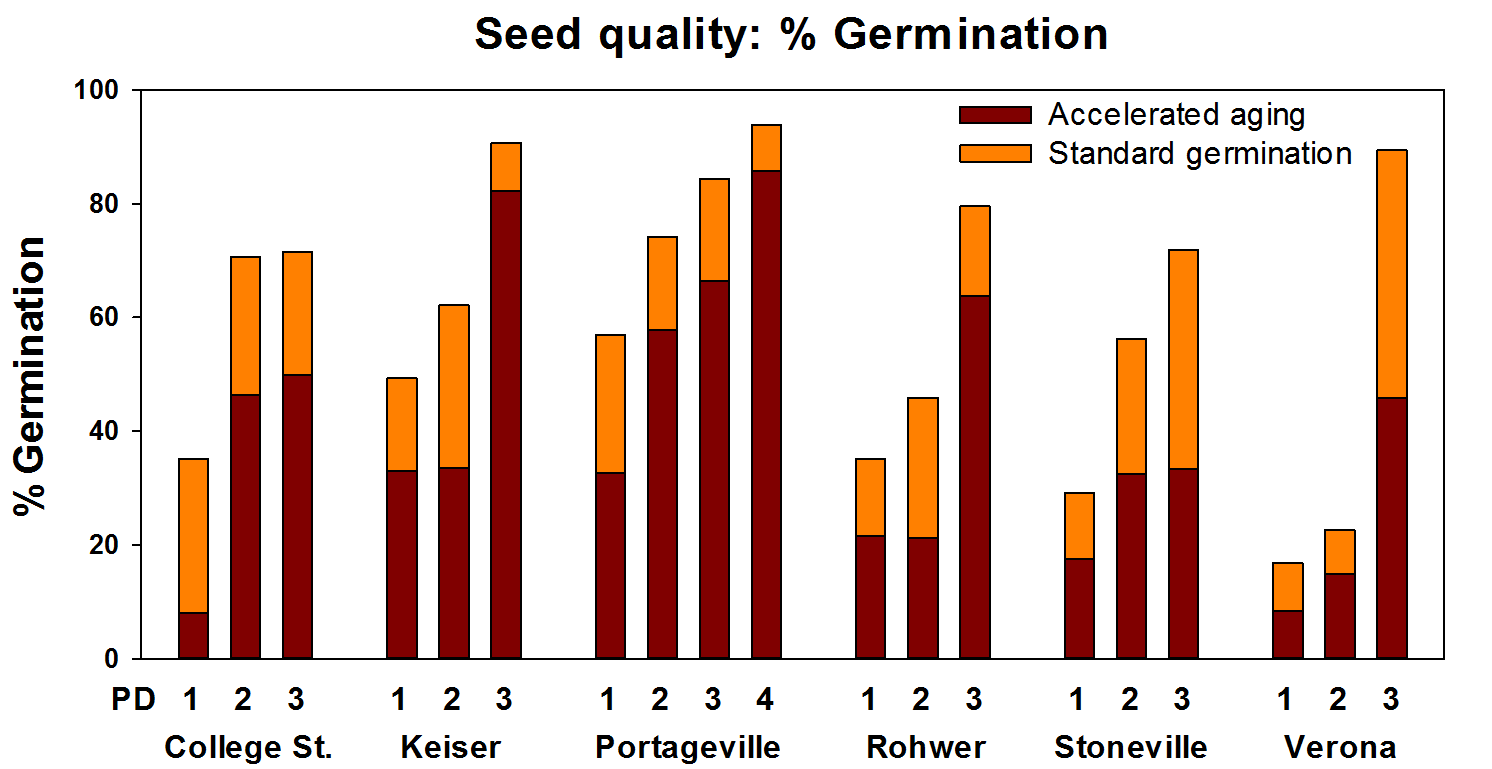 Seed quality: % Germination
% Germination
100
80
60
40
20
0
Accelerated aging
Standard germination
PD 1 2 3 1 2 3 1 2 3 4 1 2 3 1 2 3 1 2 3
College St. Keiser Portageville Rohwer Stoneville Verona